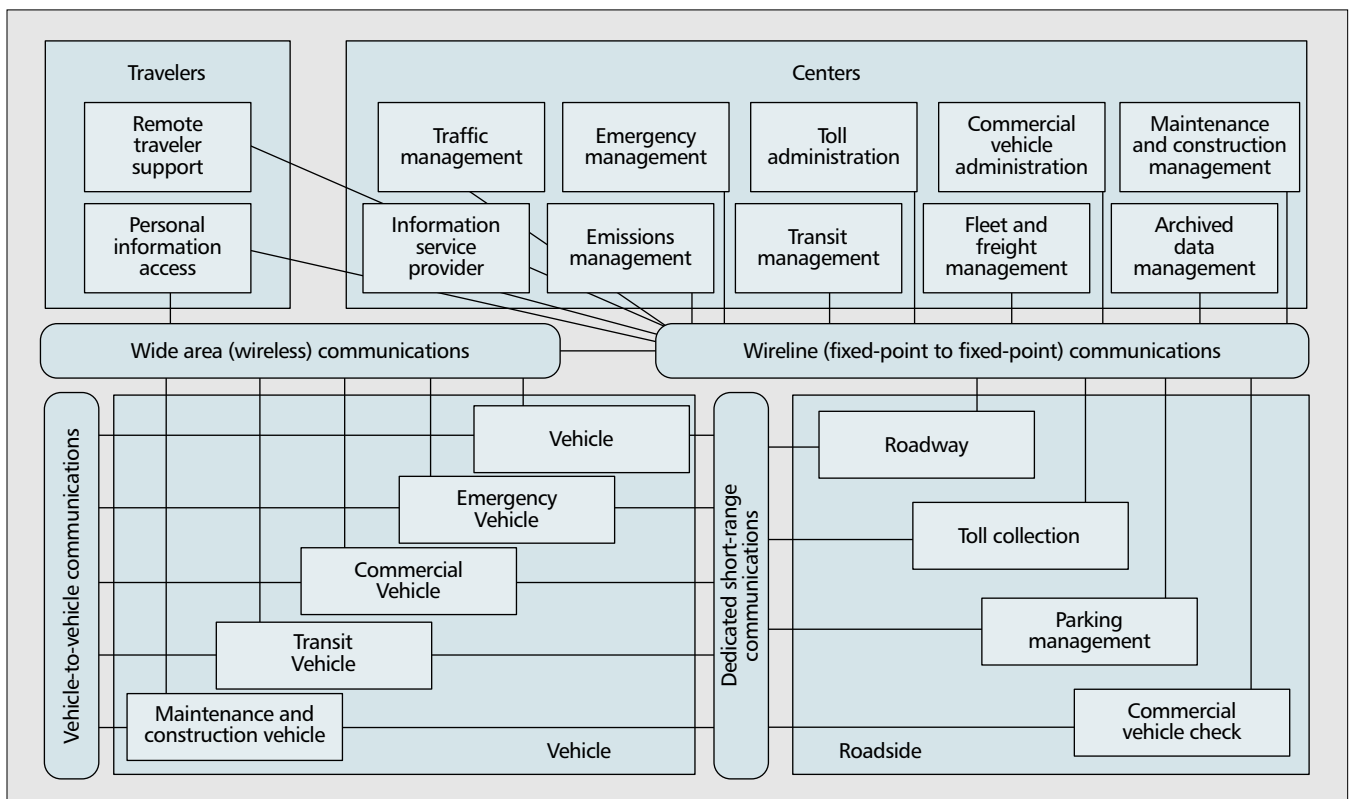 Travelers
Remote
traveler
support
Personal
information
access
Centers
Traffic
management
Emergency
management
Toll
administration
Commercial
vehicle
administration
Maintenance
and construction
management
Information
service
provider
Emissions
management
Transit
management
Fleet and
freight
management
Archived
data
management
Wide area (wireless) communications
Wireline (fixed-point to fixed-point) communications
Vehicle-to-vehicle communications
Vehicle
Emergency
Vehicle
Commercial
Vehicle
Transit
Vehicle
Maintenance and
construction vehicle
Vehicle
Dedicated short-range
communications
Roadway
Toll collection
Parking
management
Commercial
vehicle check
Roadside